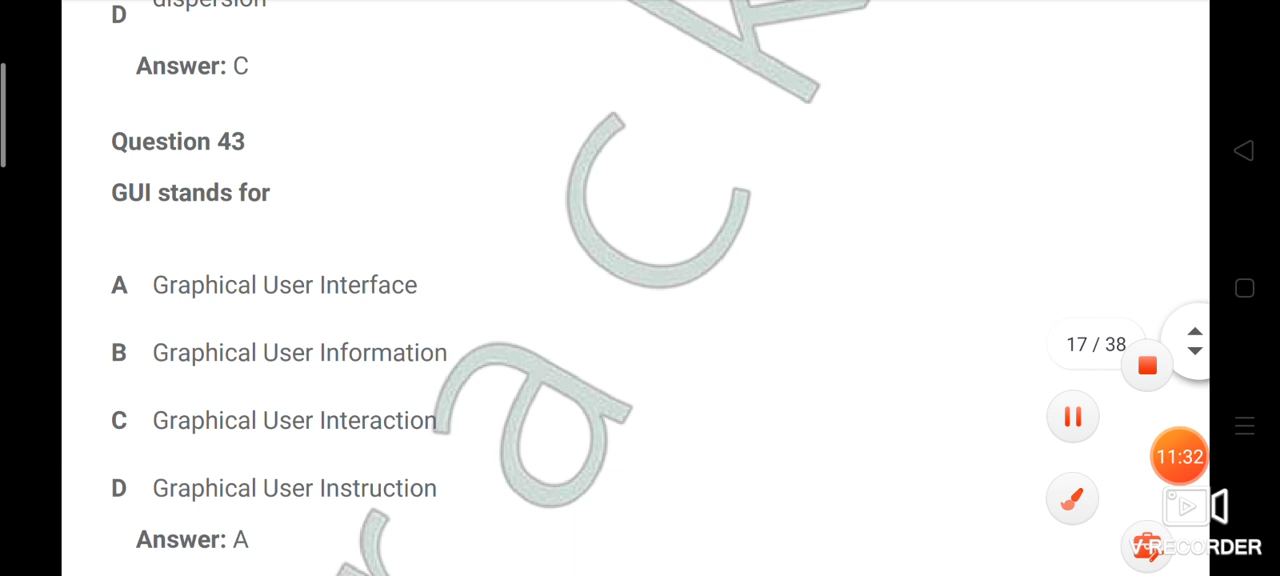 dispersion
D
Answer: C
Question 43
GUI stands for
A Graphical User Interface
B Graphical User Information
C Graphical User Interaction
D Graphical User Instruction
Answer: A
17 / 38
11:32
V-RECORDER
a c k